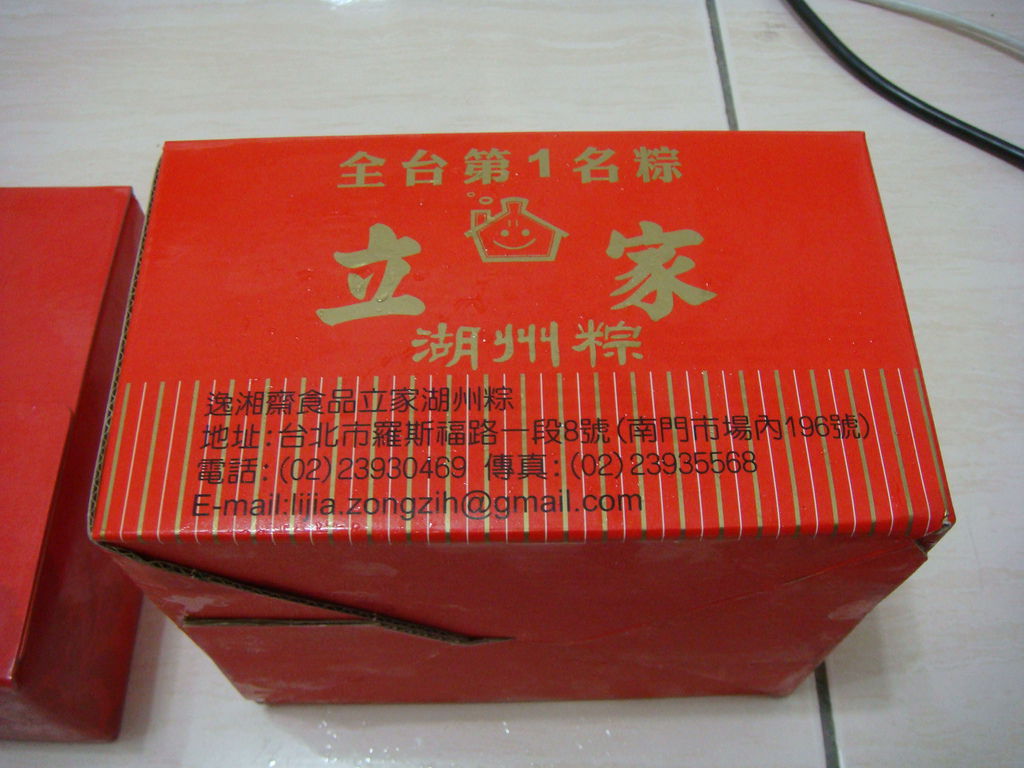 全台第1名粽
立家
湖州粽
逸湘齋食品立家湖州粽
地址:台北市羅斯福路一段8號(南門市場內196號)
電話:(02)23930469 傳真:(02)23935568
E-mail:lijia.zongzih@gmail.com